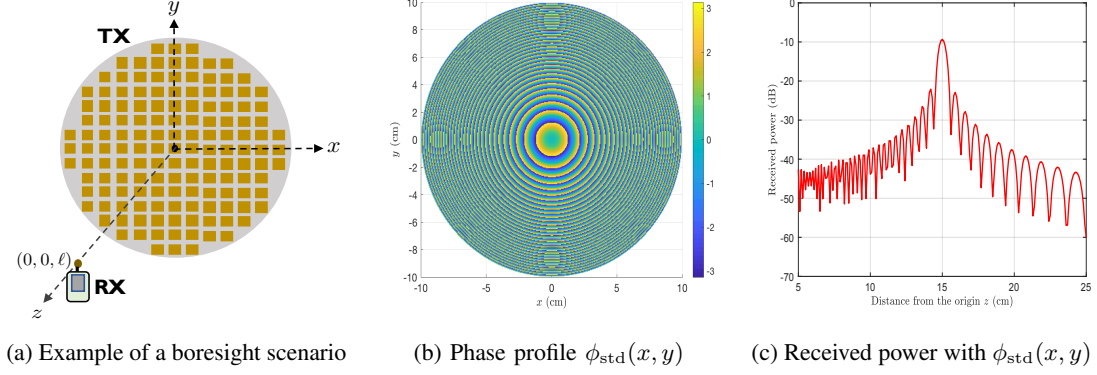 TX
y
x
(0, 0, ℓ)
RX
z
10
8
6
4
2
0
-2
-4
-6
-8
-10
y (cm)
-10
-5
0
5
10
x (cm)
3
2
1
0
-1
-2
-3
0
-10
-20
-30
-40
-50
-60
-70
Received power (dB)
5
10
15
20
25
Distance from the origin z (cm)
(a) Example of a boresight scenario
(b) Phase profile ϕstd(x, y)
(c) Received power with ϕstd(x, y)